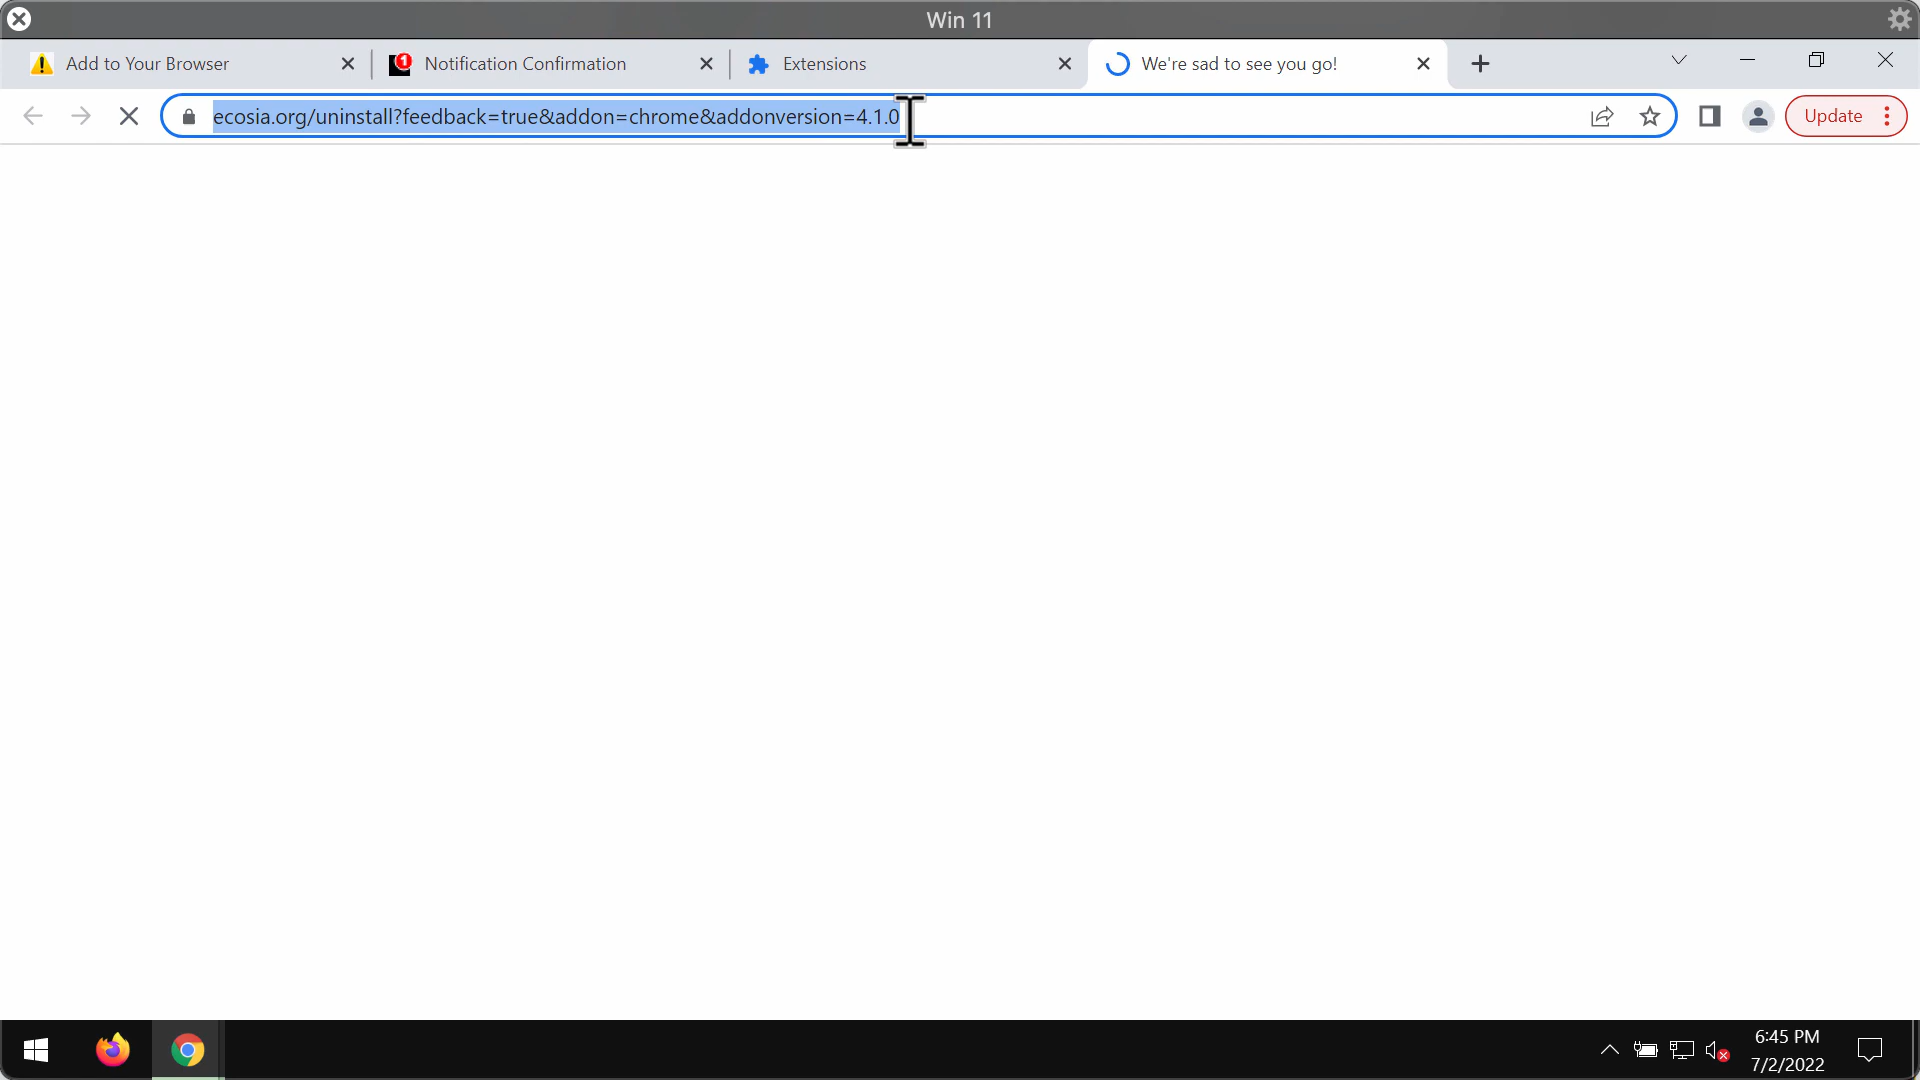 Win 11
Add to Your Browser
1
Notification Confirmation
Extensions
We're sad to see you go!
ecosia.org/uninstall?feedback=true&addon=chrome&addonversion=4.1.0
Update
6:45 PM
7/2/2022